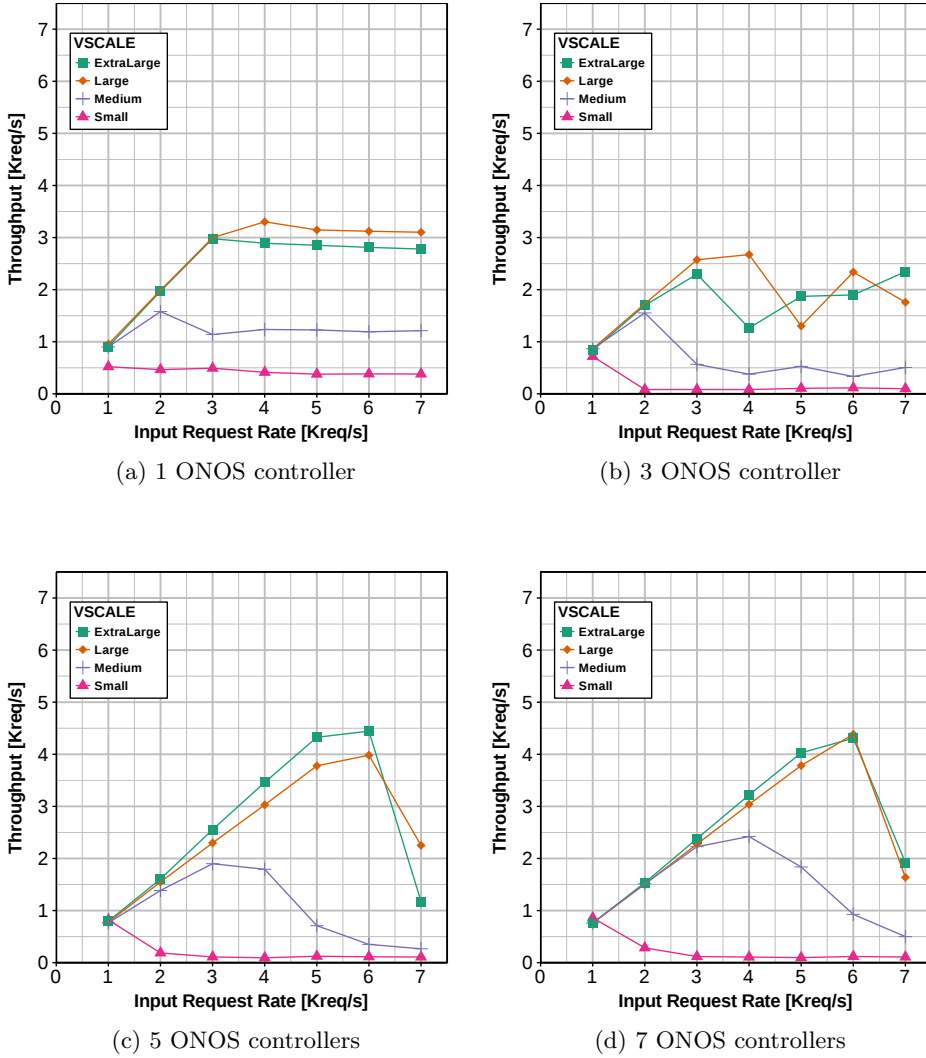 7
6
5
4
3
2
1
0
Throughput [Kreq/s]
VSCALE
ExtraLarge
Large
Medium
Small
0 1 2 3 4 5 6 7
Input Request Rate [Kreq/s]
(a) 1 ONOS controller
7
6
5
4
3
2
1
0
Throughput [Kreq/s]
VSCALE
ExtraLarge
Large
Medium
Small
0 1 2 3 4 5 6 7
Input Request Rate [Kreq/s]
(b) 3 ONOS controller
7
6
5
4
3
2
1
0
Throughput [Kreq/s]
VSCALE
ExtraLarge
Large
Medium
Small
0 1 2 3 4 5 6 7
Input Request Rate [Kreq/s]
(c) 5 ONOS controllers
7
6
5
4
3
2
1
0
Throughput [Kreq/s]
VSCALE
ExtraLarge
Large
Medium
Small
0 1 2 3 4 5 6 7
Input Request Rate [Kreq/s]
(d) 7 ONOS controllers